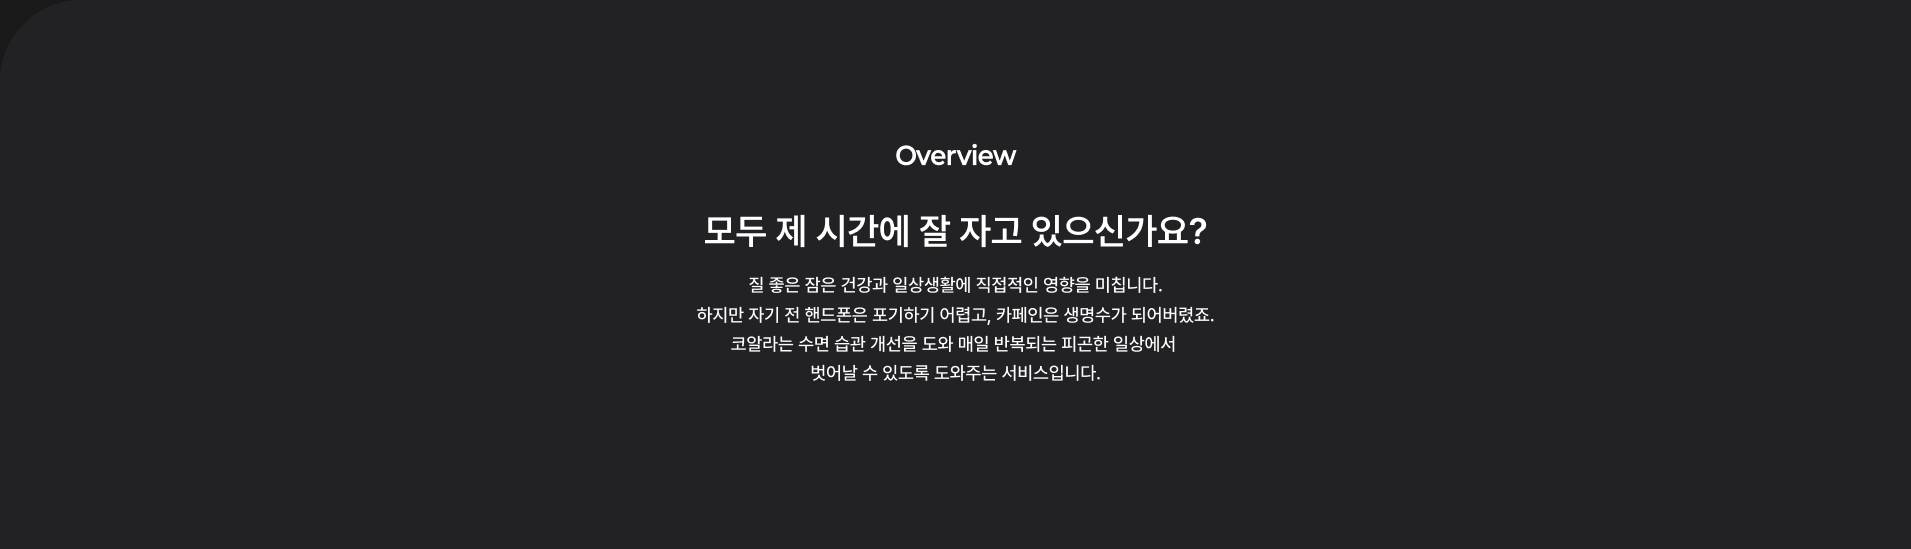 Overview
모두 제 시간에 잘 자고 있으신가요?
질 좋은 잠은 건강과 일상생활에 직접적인 영향을 미칩니다.
하지만 자기 전 핸드폰은 포기하기 어렵고, 카페인은 생명수가 되어버렸죠.
코알라는 수면 습관 개선을 도와 매일 반복되는 피곤한 일상에서
벗어날 수 있도록 도와주는 서비스입니다.